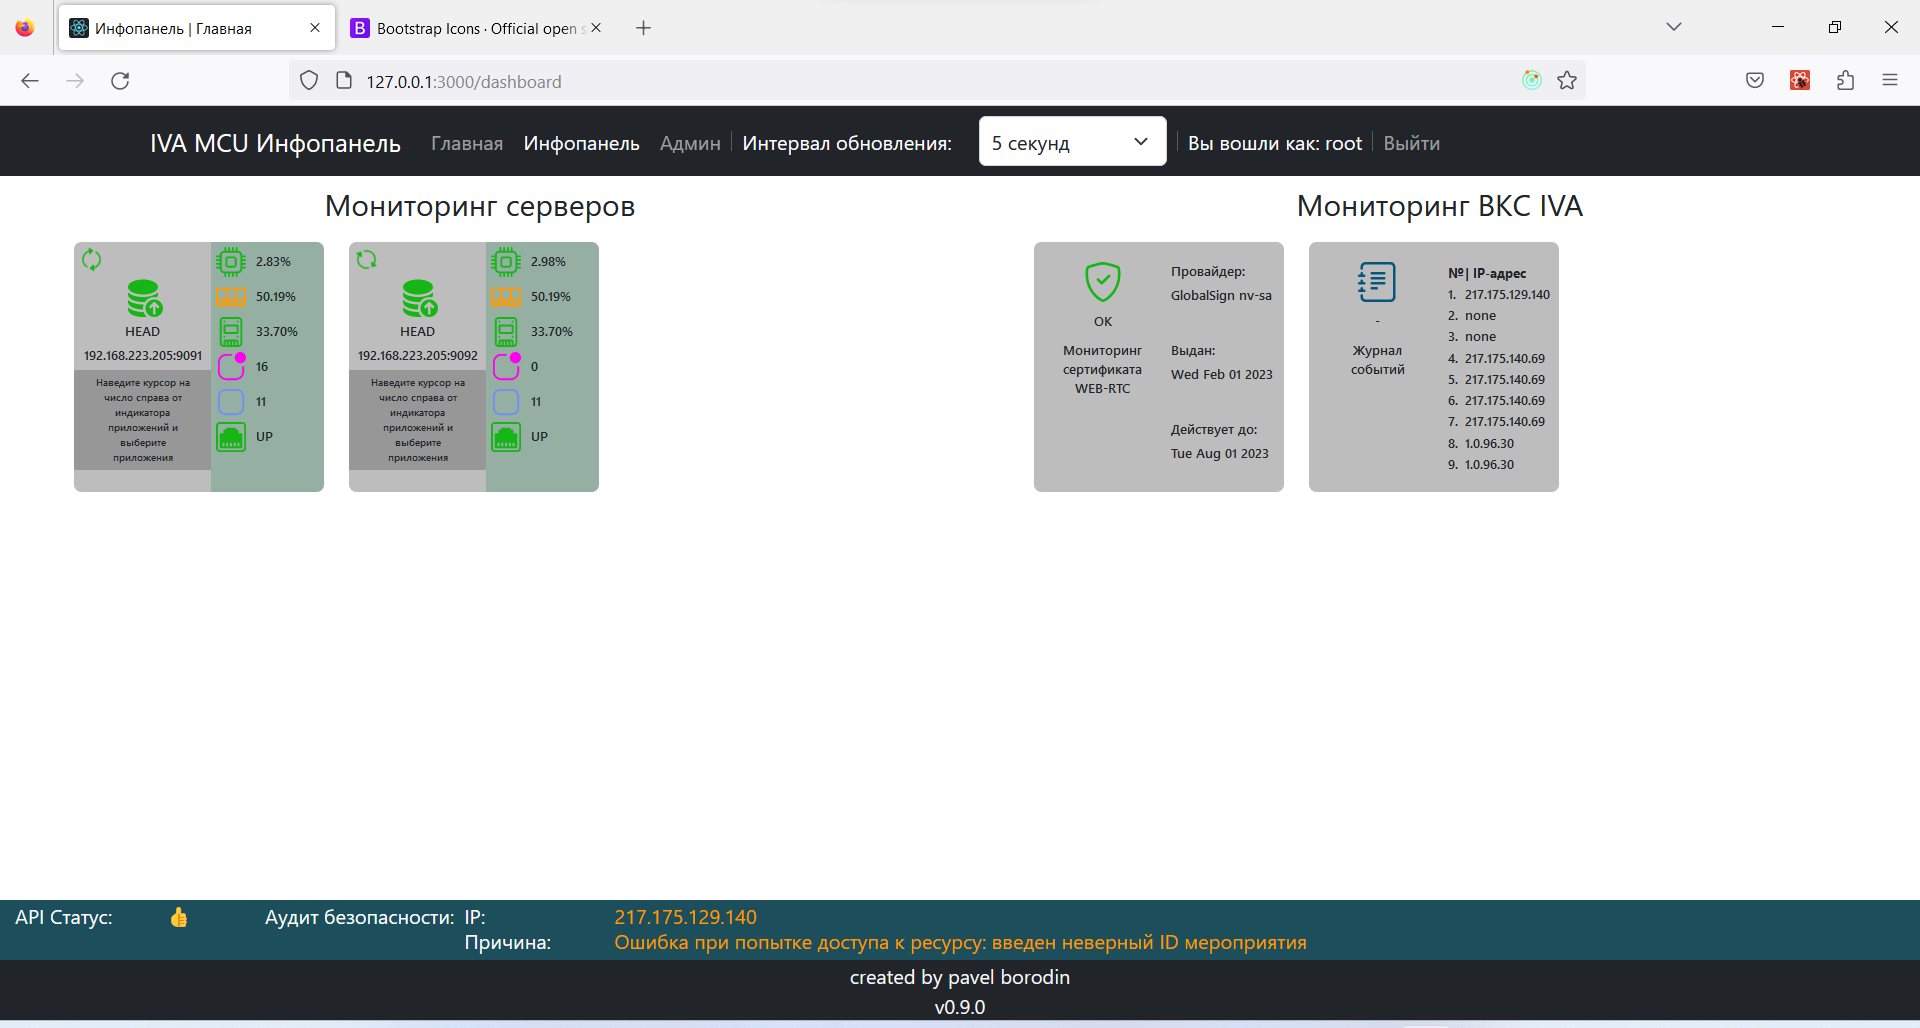 Инфопанель | Главная
Bootstrap Icons · Official open s
127.0.0.1:3000/dashboard
IVA MCU Инфопанель Главная Инфопанель Админ Интервал обновления: 5 секунд Вы вошли как: root Выйти
Мониторинг серверов
2.83%
50.19%
HEAD
33.70%
192.168.223.205:9091
16
Наведите курсор на
число справа от
индикатора
приложений и
выберите
приложения
11
UP
2.98%
50.19%
HEAD
33.70%
192.168.223.205:9092
0
Наведите курсор на
число справа от
индикатора
приложений и
выберите
приложения
11
UP
Мониторинг ВКС IVA
OK
Мониторинг
сертификата
WEB-RTC
Провайдер:
GlobalSign nv-sa
Выдан:
Wed Feb 01 2023
Действует до:
Tue Aug 01 2023
-
Журнал
событий
№| IP-адрес
1. 217.175.129.140
2. none
3. none
4. 217.175.140.69
5. 217.175.140.69
6. 217.175.140.69
7. 217.175.140.69
8. 1.0.96.30
9. 1.0.96.30
API Статус: 👍 Аудит безопасности: IP: 217.175.129.140
Причина: Ошибка при попытке доступа к ресурсу: введен неверный ID мероприятия
created by pavel borodin
v0.9.0